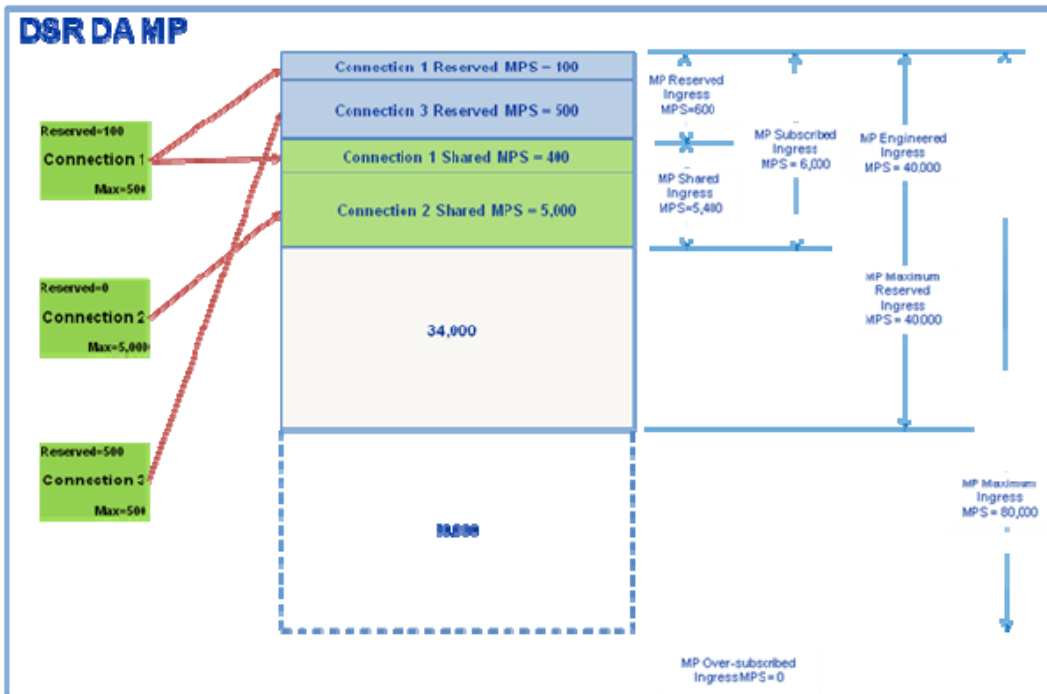 DSR DA MP
Reserved=100
Connection 1
Max=500
Reserved=0
Connection 2
Max=5,000
Reserved=500
Connection 3
Max=500
Connection 1 Reserved MPS = 100
Connection 3 Reserved MPS = 500
Connection 1 Shared MPS = 400
Connection 2 Shared MPS = 5,000
34,000
MP Reserved
Ingress
MPS=600
MP Shared
Ingress
MPS=5,400
MP Subscribed
Ingress
MPS = 6,000
MP Engineered
Ingress
MPS = 40,000
MP Maximum
Reserved
Ingress
MPS = 40,000
MP Maximum
Ingress
MPS = 80,000
MP Over-subscribed
Ingress MPS = 0